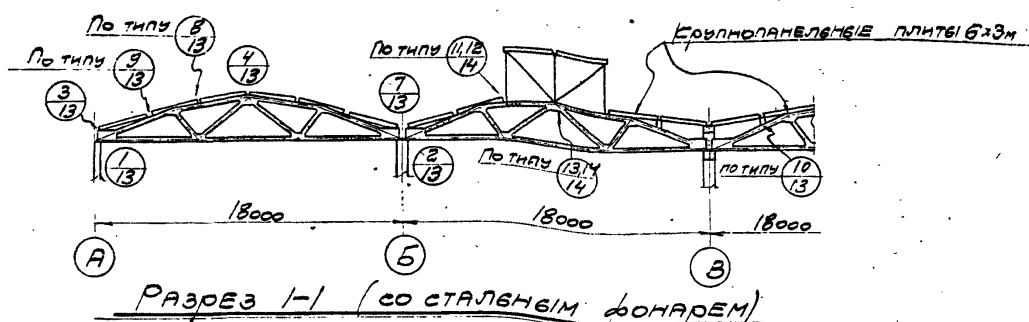 По типу 8/13
По типу 9/13
4/13
3/13
7/13
По типу 11,12/14
Крупнопанельные плиты 6х3м
1/13
2/13
По типу 13,14/14
по типу 10/13
18000
18000
18000
А
Б
В
Разрез 1-1 (со стальным фонарем)